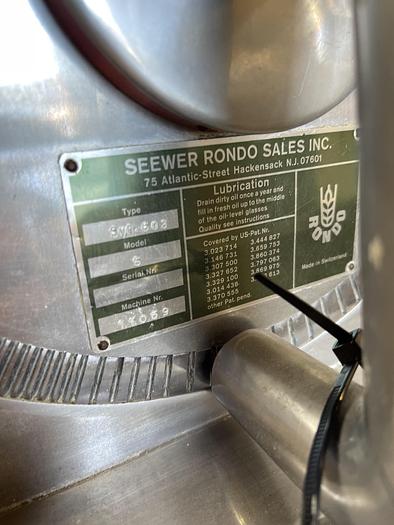 SEEWER RONDO SALES INC.
75 Atlantic-Street Hackensack N.J. 07601
Type
Model
S
Serial Nr.
Machine Nr.
Lubrication
Drain dirty oil once a year and
fill in fresh oil up to the middle
of the oil-level glasses
Quality see instructions
Covered by US-Pat. Nr.
3.023 714 3.444 827
3.146 731 3.659 753
3.307 500 3.860 374
3.327 652 3.797 063
3.329 100 3.869 975
3.014 436 613
3.370 555
other Pat. pend.
RONDO
Made in Switzerland